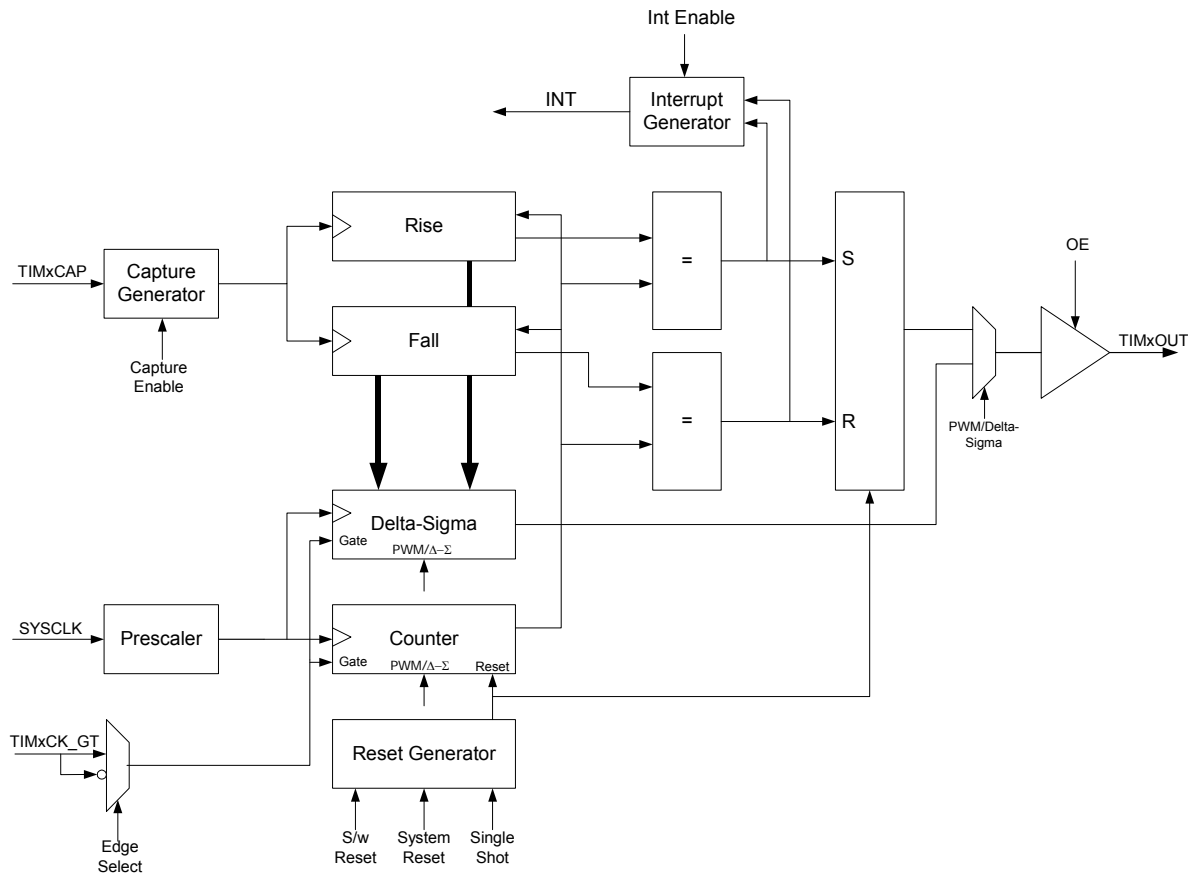 Int Enable
INT
Interrupt
Generator
Rise
TIMxCAP
Capture
Generator
=
S
OE
Fall
TIMxOUT
Capture
Enable
=
R
PWM/Delta-
Sigma
Delta-Sigma
Gate
PWM/Δ–Σ
SYSCLK
Prescaler
Counter
Gate
PWM/Δ–Σ
Reset
TIMxCK_GT
Reset Generator
Edge
Select
S/w
Reset
System
Reset
Single
Shot